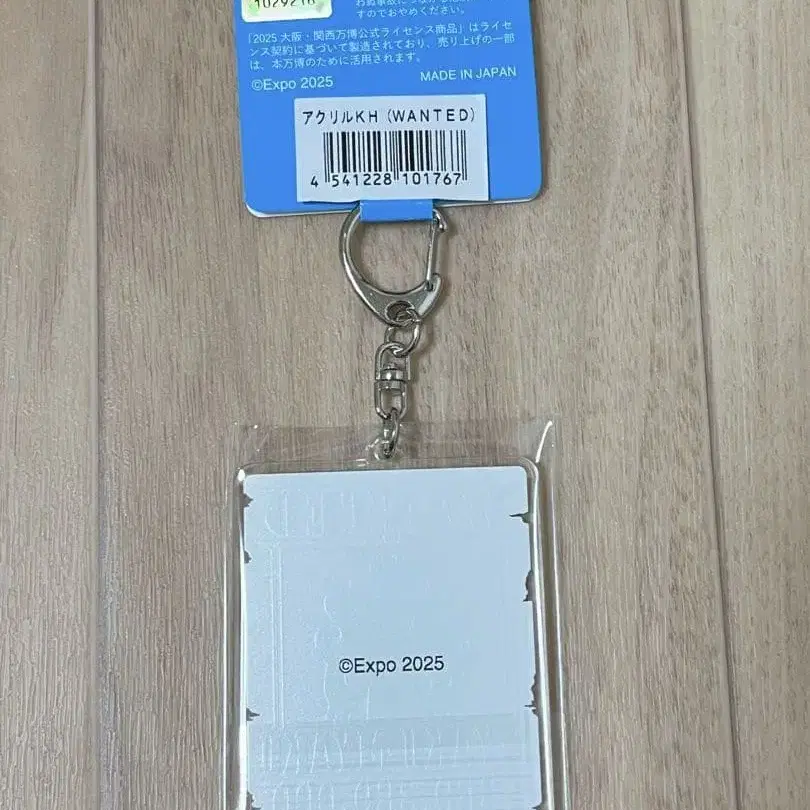 1029216
すのでおやめください。
「2025 大阪・関西万博公式ライセンス商品」はライセ
ンス契約に基づいて製造されており、売り上げの一部
は、本万博のために活用されます。
©Expo 2025
MADE IN JAPAN
アクリルKH（WANTED）
4 541228 101767
©Expo 2025